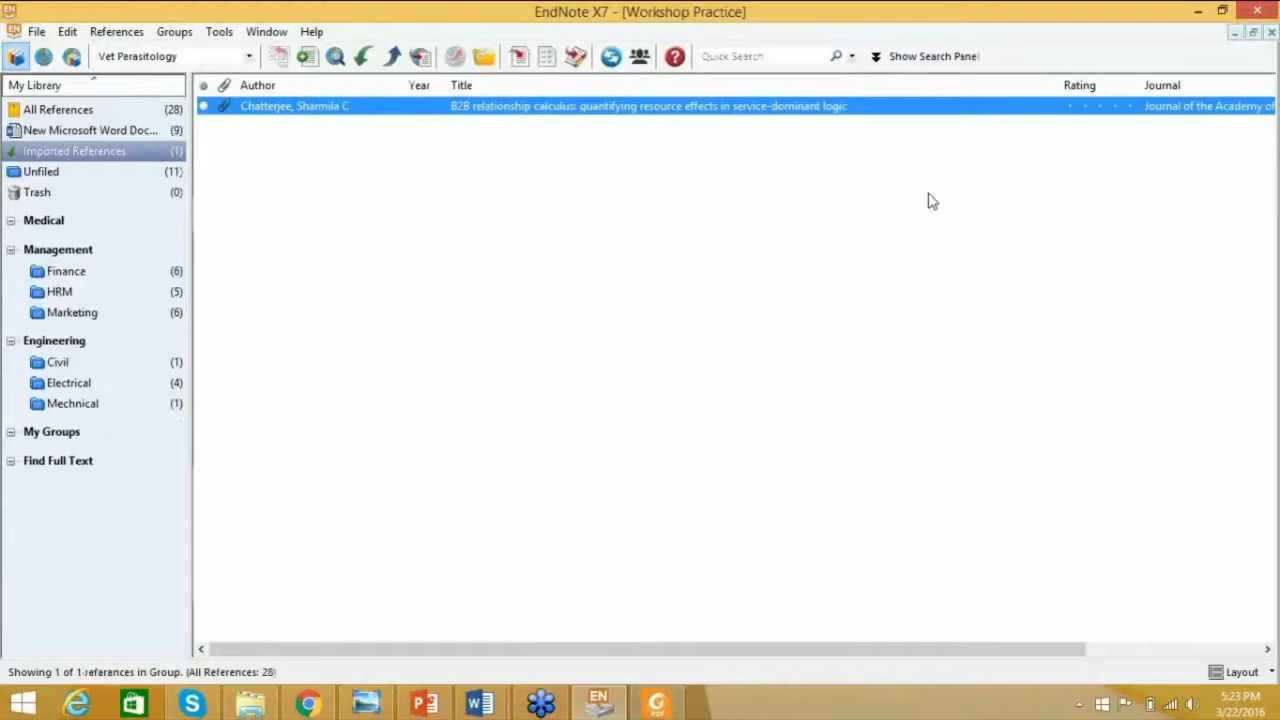 EndNote X7 - [Workshop Practice]
File Edit References Groups Tools Window Help
Vet Parasitology Quick Search Show Search Panel
My Library Author Year Title Rating Journal
All References (28) Chatterjee, Sharmila C B2B relationship calculus: quantifying resource effects in service-dominant logic Journal of the Academy of
New Microsoft Word Doc... (9)
Imported References (1)
Unfiled (11)
Trash (0)
Medical
Management
Finance (6)
HRM (5)
Marketing (6)
Engineering
Civil (1)
Electrical (4)
Mechnical (1)
My Groups
Find Full Text
Showing 1 of 1 references in Group. (All References: 28) Layout
5:23 PM
3/22/2016